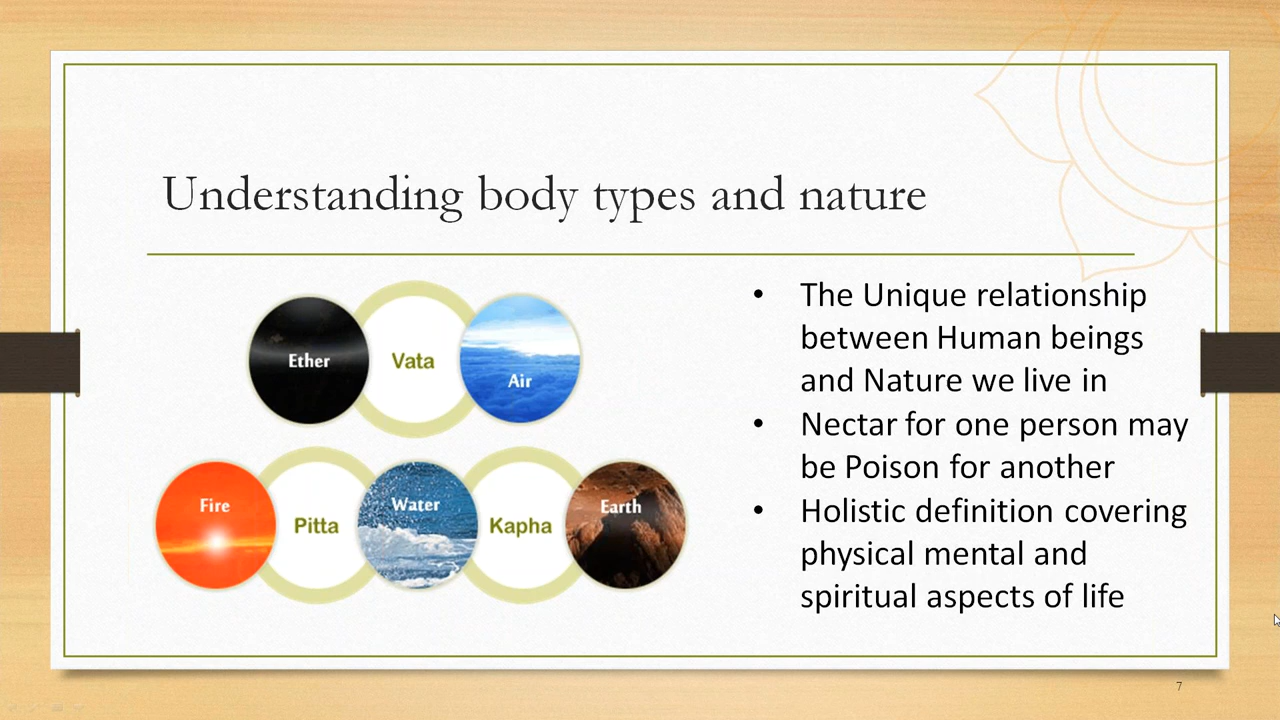 Understanding body types and nature
Ether
Vata
Air
Fire
Pitta
Water
Kapha
Earth
• The Unique relationship
between Human beings
and Nature we live in
• Nectar for one person may
be Poison for another
• Holistic definition covering
physical mental and
spiritual aspects of life
7